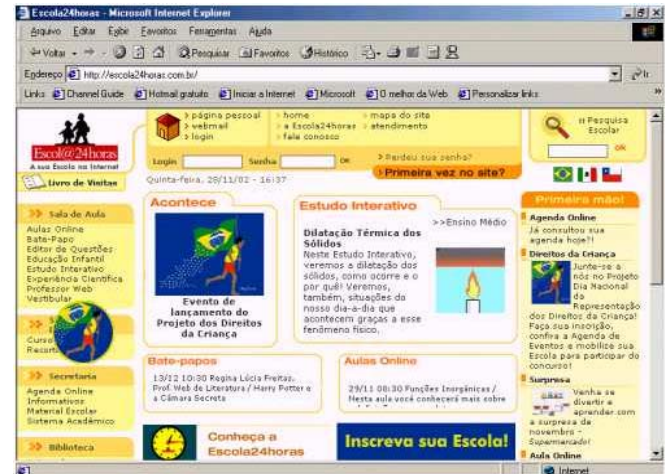 Escola24horas - Microsoft Internet Explorer
Arquivo Editar Exibir Favoritos Ferramentas Ajuda
Voltar Pesquisar Favoritos Histórico
Endereço http://escola24horas.com.br/ Ir
Links Channel Guide Hotmail gratuito Iniciar a Internet Microsoft O melhor da Web Personalizar links
Escol@24horas
A sua Escola na Internet
Livro de Visitas
> página pessoal
> webmail
> login
> home
> a Escola24horas
> fale conosco
> mapa do site
> atendimento
Login Senha OK
> Perdeu sua senha?
> Primeira vez no site?
Quinta-feira, 28/11/02 - 16:37
Pesquisa
Escolar
ok
>> Sala de Aula
Aulas Online
Bate-Papo
Editor de Questões
Educação Infantil
Estudo Interativo
Experiência Científica
Professor Web
Vestibular
>> Secretaria
Agenda Online
Informativos
Material Escolar
Sistema Acadêmico
>> Biblioteca
Acontece
Evento de
lançamento do
Projeto dos Direitos
da Criança
Estudo Interativo
>>Ensino Médio
Dilatação Térmica dos
Sólidos
Neste Estudo Interativo,
veremos a dilatação dos
sólidos, como ocorre e o
por quê! Veremos,
também, situações do
nosso dia-a-dia que
acontecem graças a esse
fenômeno físico.
Bate-papos
13/12 10:30 Regina Lúcia Freitas.
Prof. Web de Literatura / Harry Potter e
a Câmara Secreta
Aulas Online
29/11 08:30 Funções Inorgânicas /
Nesta aula você conhecerá mais sobre
Conheça a
Escola24horas
Inscreva sua Escola!
Primeira mão!
Agenda Online
Já consultou sua
agenda hoje?!
Direitos da Criança
Junte-se a
nós no Projeto
Dia Nacional
da
Representação
dos Direitos da Criança!
Faça sua inscrição,
confira a Agenda de
Eventos e mobilize sua
Escola para participar do
concurso!
Surpresa
Venha se
divertir e
aprender com
a surpresa de
novembro -
Supermercado!
Aula Online
Internet